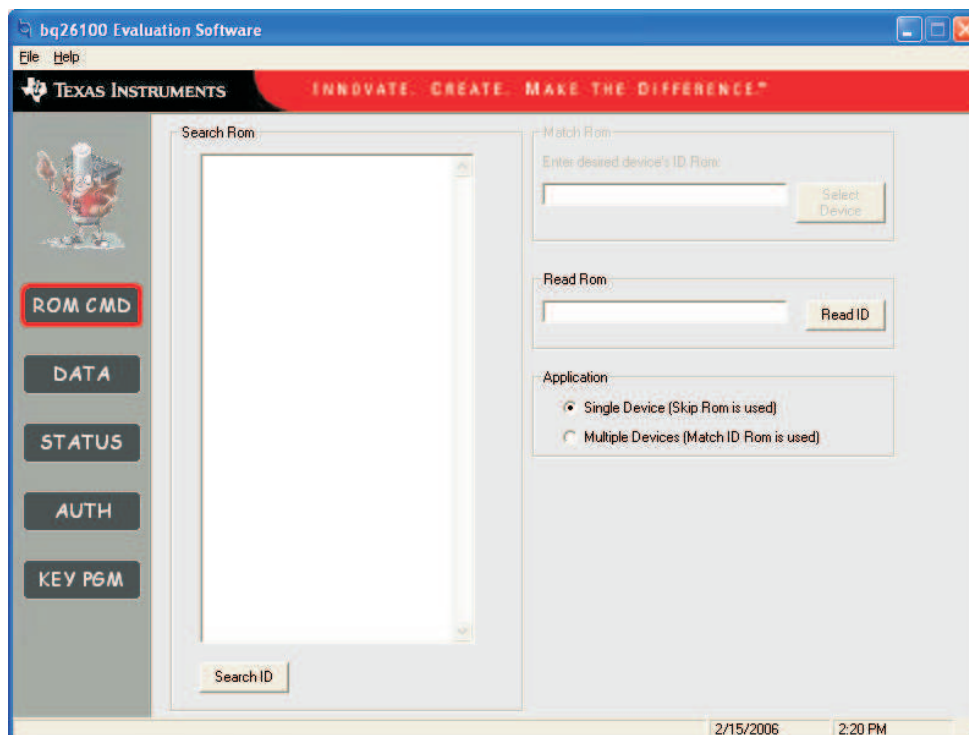 bq26100 Evaluation Software
File Help
TEXAS INSTRUMENTS
INNOVATE. CREATE. MAKE THE DIFFERENCE.™
ROM CMD
DATA
STATUS
AUTH
KEY PGM
Search Rom
Search ID
Match Rom
Enter desired device's ID Rom:
Select
Device
Read Rom
Read ID
Application
Single Device (Skip Rom is used)
Multiple Devices (Match ID Rom is used)
2/15/2006 2:20 PM